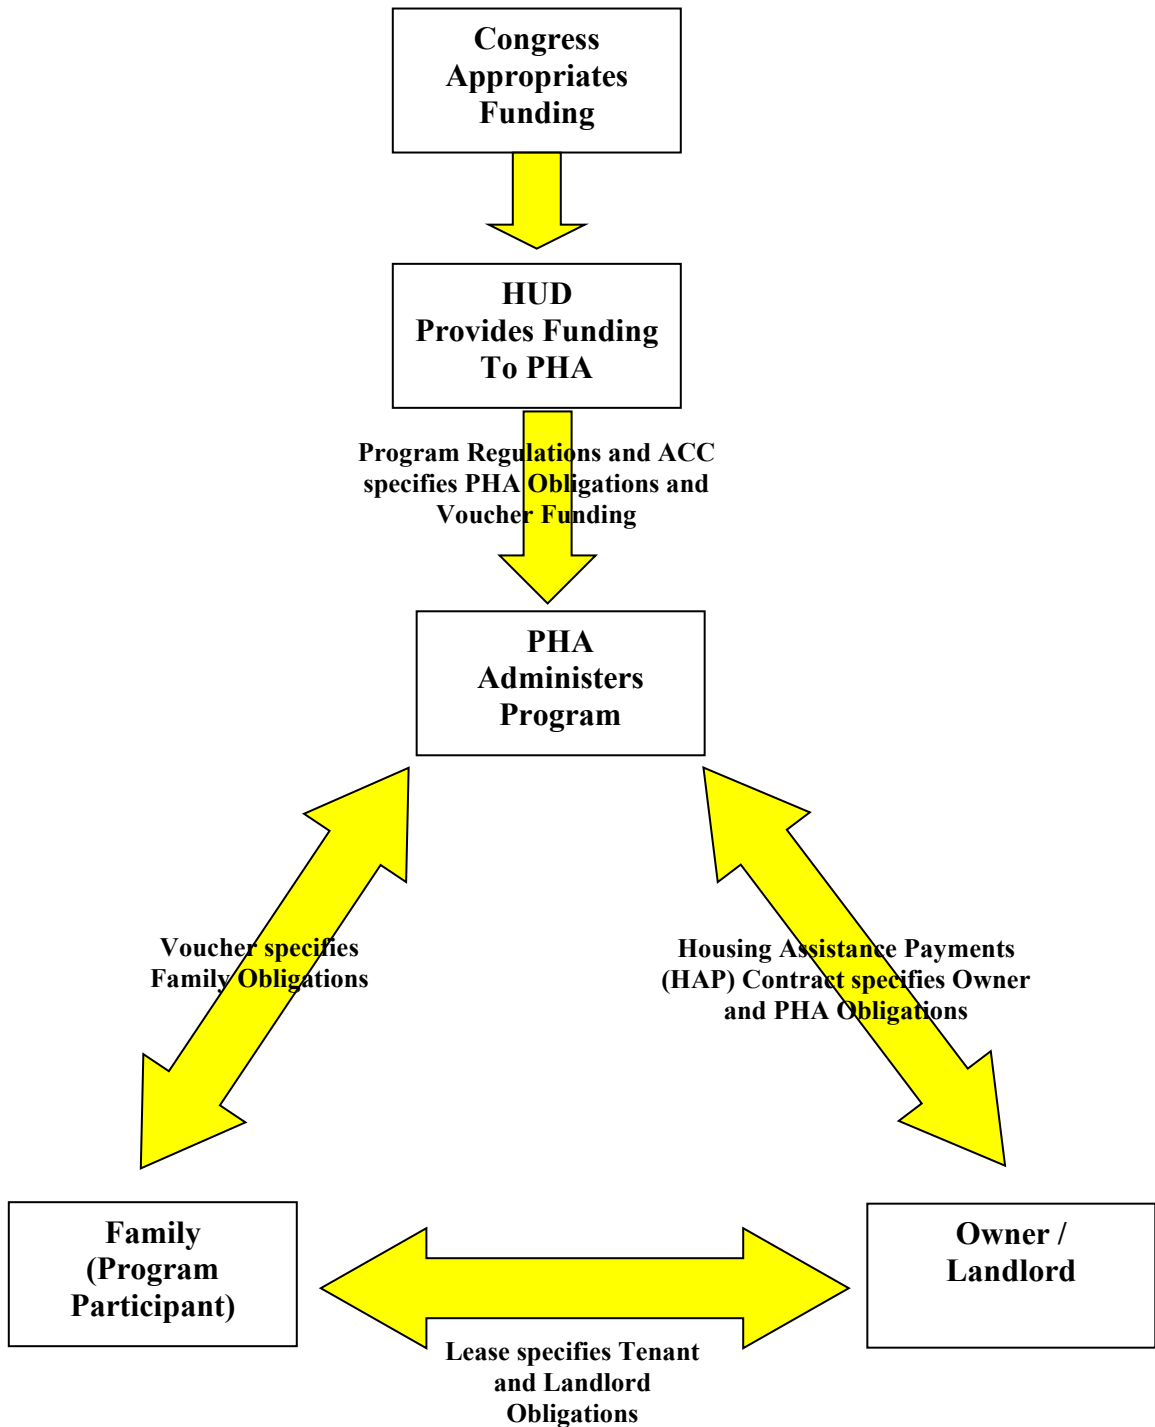 Congress
Appropriates
Funding
HUD
Provides Funding
To PHA
Program Regulations and ACC
specifies PHA Obligations and
Voucher Funding
PHA
Administers
Program
Voucher specifies
Family Obligations
Housing Assistance Payments
(HAP) Contract specifies Owner
and PHA Obligations
Family
(Program
Participant)
Owner /
Landlord
Lease specifies Tenant
and Landlord
Obligations